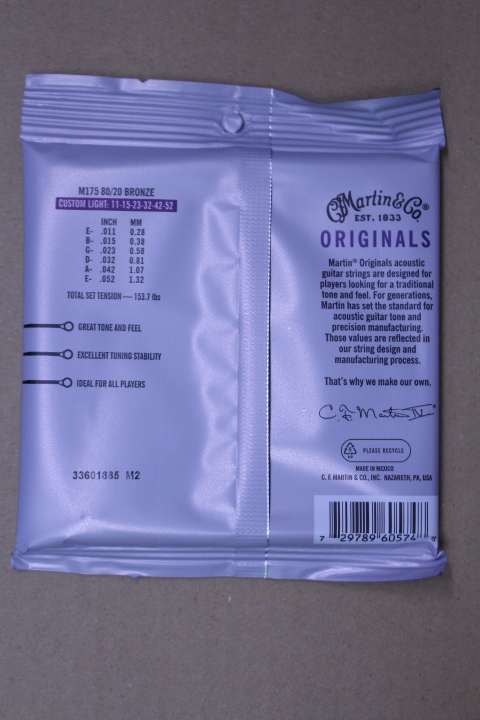 M175 80/20 BRONZE
CUSTOM LIGHT: 11-15-23-32-42-52
INCH MM
E- .011 0.28
B- .015 0.38
G- .023 0.58
D- .032 0.81
A- .042 1.07
E- .052 1.32
TOTAL SET TENSION — 153.7 lbs
GREAT TONE AND FEEL
EXCELLENT TUNING STABILITY
IDEAL FOR ALL PLAYERS
33601885 M2
CF Martin & Co.®
EST. 1833
ORIGINALS
Martin® Originals acoustic
guitar strings are designed for
players looking for a traditional
tone and feel. For generations,
Martin has set the standard for
acoustic guitar tone and
precision manufacturing.
Those values are reflected in
our string design and
manufacturing process.
That's why we make our own.
C. F. Martin IV
PLEASE RECYCLE
MADE IN MEXICO
C. F. MARTIN & CO., INC. NAZARETH, PA, USA
7 29789 60574